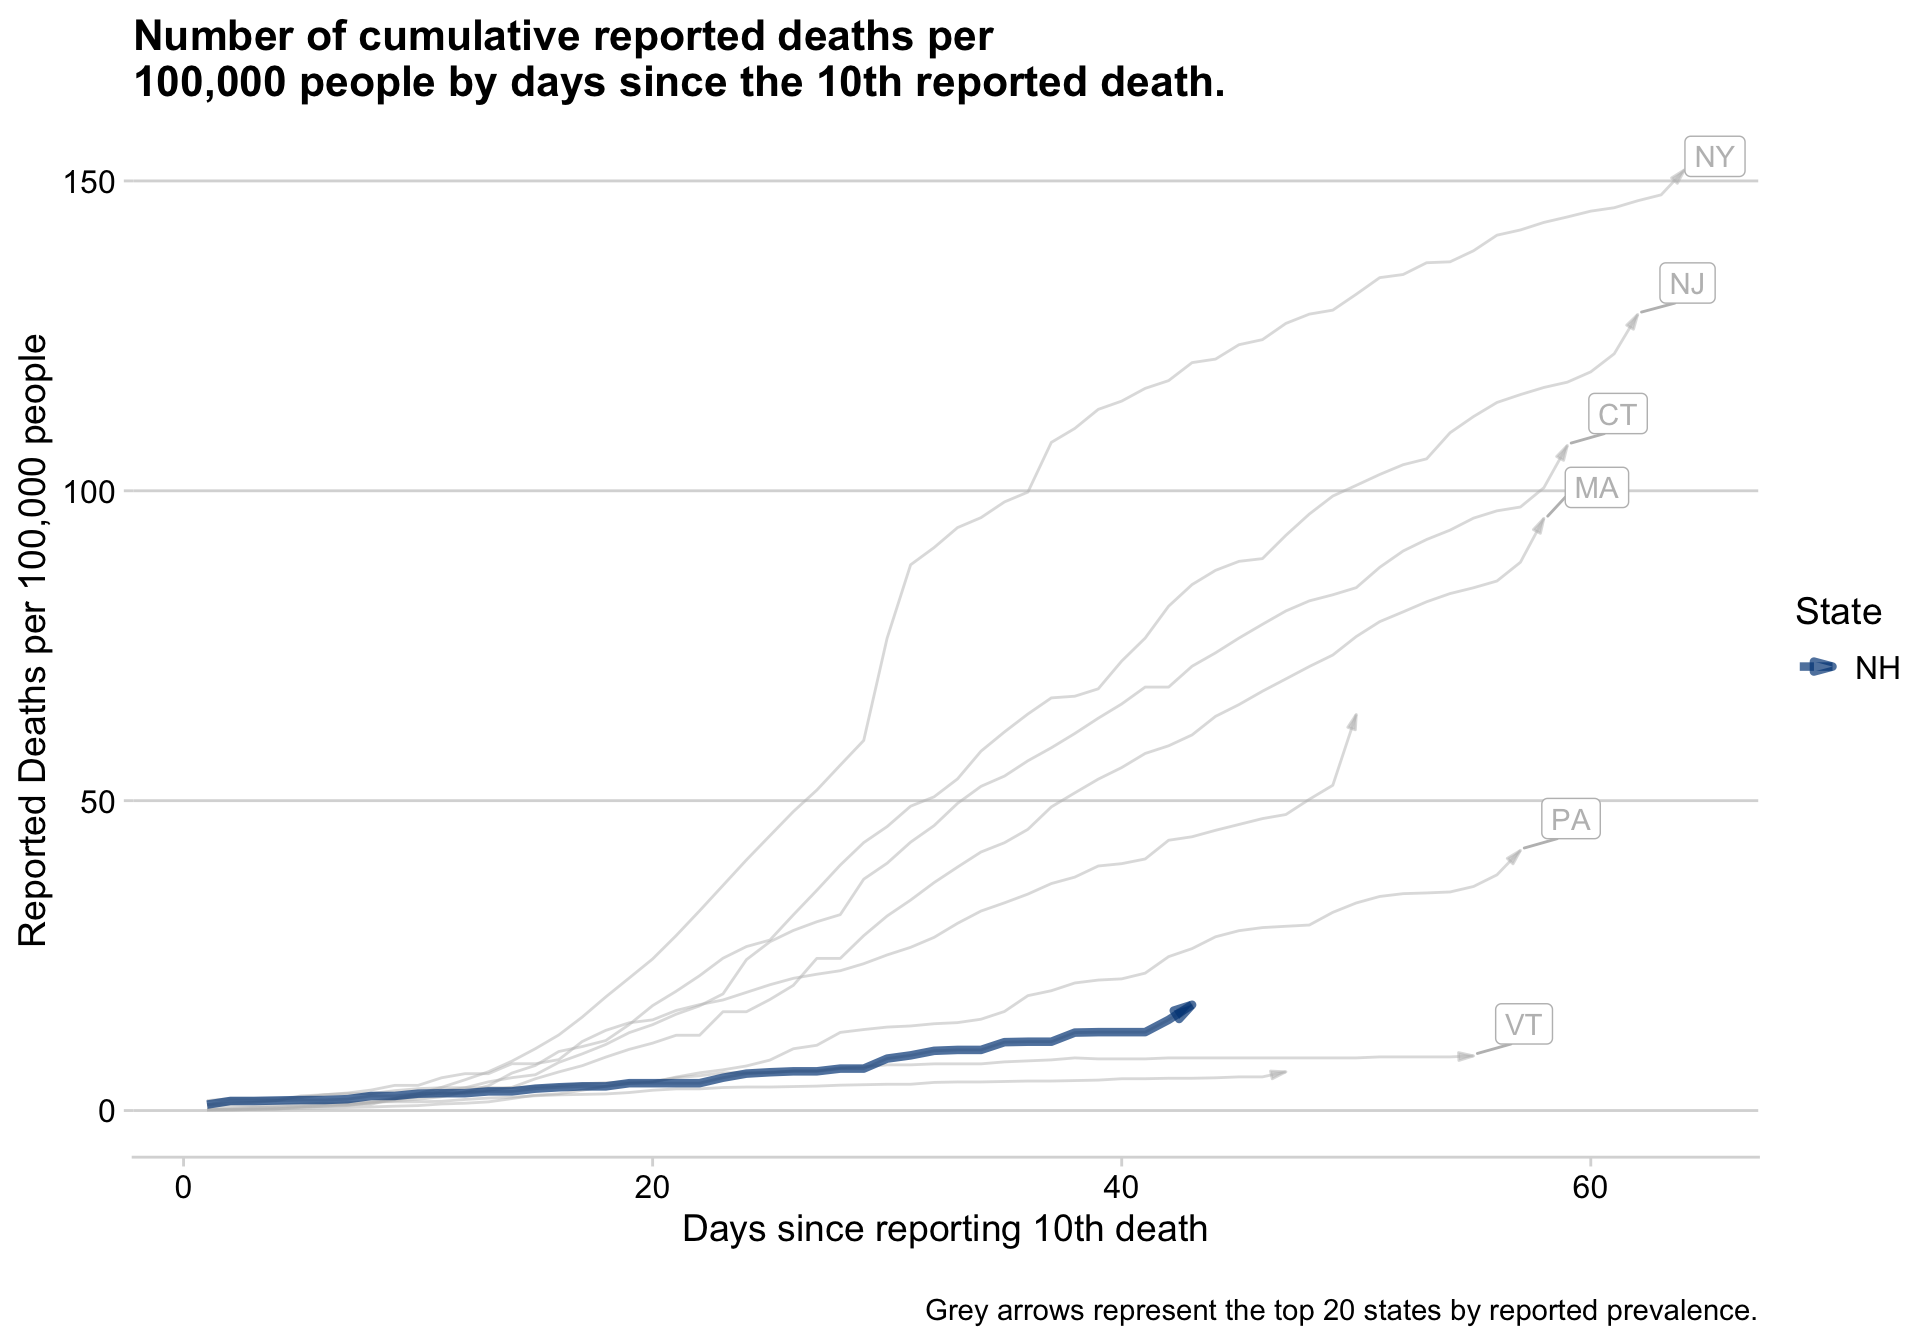 Number of cumulative reported deaths per
100,000 people by days since the 10th reported death.
Reported Deaths per 100,000 people
150
100
50
0
NY
NJ
CT
MA
PA
VT
State
NH
0
20
40
60
Days since reporting 10th death
Grey arrows represent the top 20 states by reported prevalence.